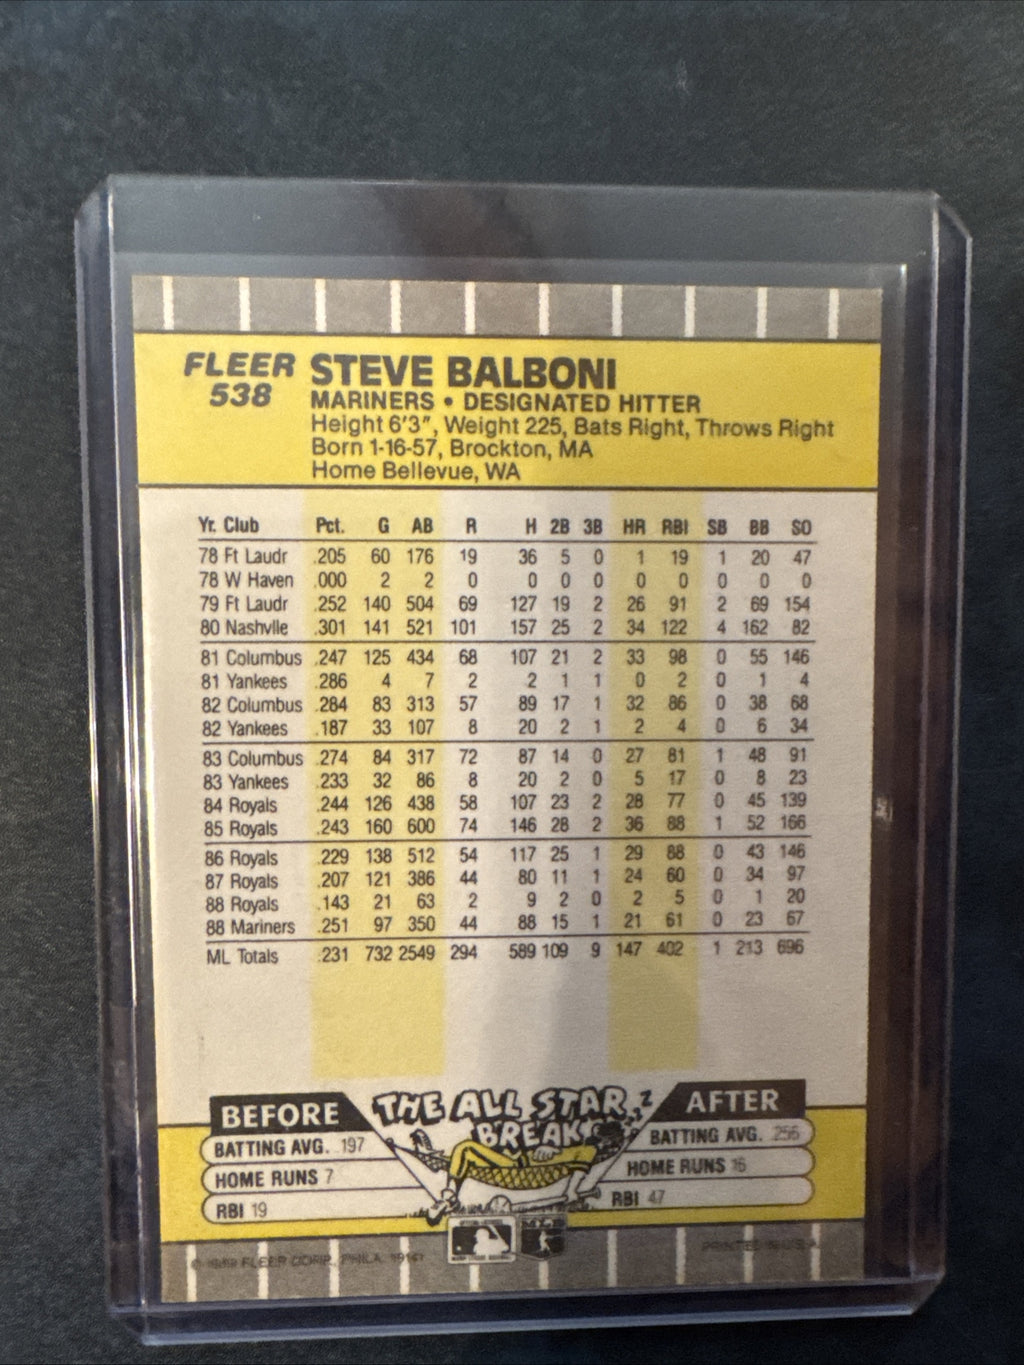 FLEER STEVE BALBONI
538 MARINERS • DESIGNATED HITTER
Height 6'3", Weight 225, Bats Right, Throws Right
Born 1-16-57, Brockton, MA
Home Bellevue, WA
Yr. Club Pct. G AB R H 2B 3B HR RBI SB BB SO
78 Ft Laudr .205 60 176 19 36 5 0 1 19 1 20 47
78 W Haven .000 2 2 0 0 0 0 0 0 0 0 0
79 Ft Laudr .252 140 504 69 127 19 2 26 91 2 69 154
80 Nashvlle .301 141 521 101 157 25 2 34 122 4 162 82
81 Columbus .247 125 434 68 107 21 2 33 98 0 55 146
81 Yankees .286 4 7 2 2 1 1 0 2 0 1 4
82 Columbus .284 83 313 57 89 17 1 32 86 0 38 68
82 Yankees .187 33 107 8 20 2 1 2 4 0 6 34
83 Columbus .274 84 317 72 87 14 0 27 81 1 48 91
83 Yankees .233 32 86 8 20 2 0 5 17 0 8 23
84 Royals .244 126 438 58 107 23 2 28 77 0 45 139
85 Royals .243 160 600 74 146 28 2 36 88 1 52 166
86 Royals .229 138 512 54 117 25 1 29 88 0 43 146
87 Royals .207 121 386 44 80 11 1 24 60 0 34 97
88 Royals .143 21 63 2 9 2 0 2 5 0 1 20
88 Mariners .251 97 350 44 88 15 1 21 61 0 23 67
ML Totals .231 732 2549 294 589 109 9 147 402 1 213 696
BEFORE THE ALL STAR BREAK zzZ AFTER
BATTING AVG. .197 BATTING AVG. .256
HOME RUNS 7 HOME RUNS 16
RBI 19 RBI 47
© 1989 FLEER CORP., PHILA. 19141 MLB PRINTED IN U.S.A.